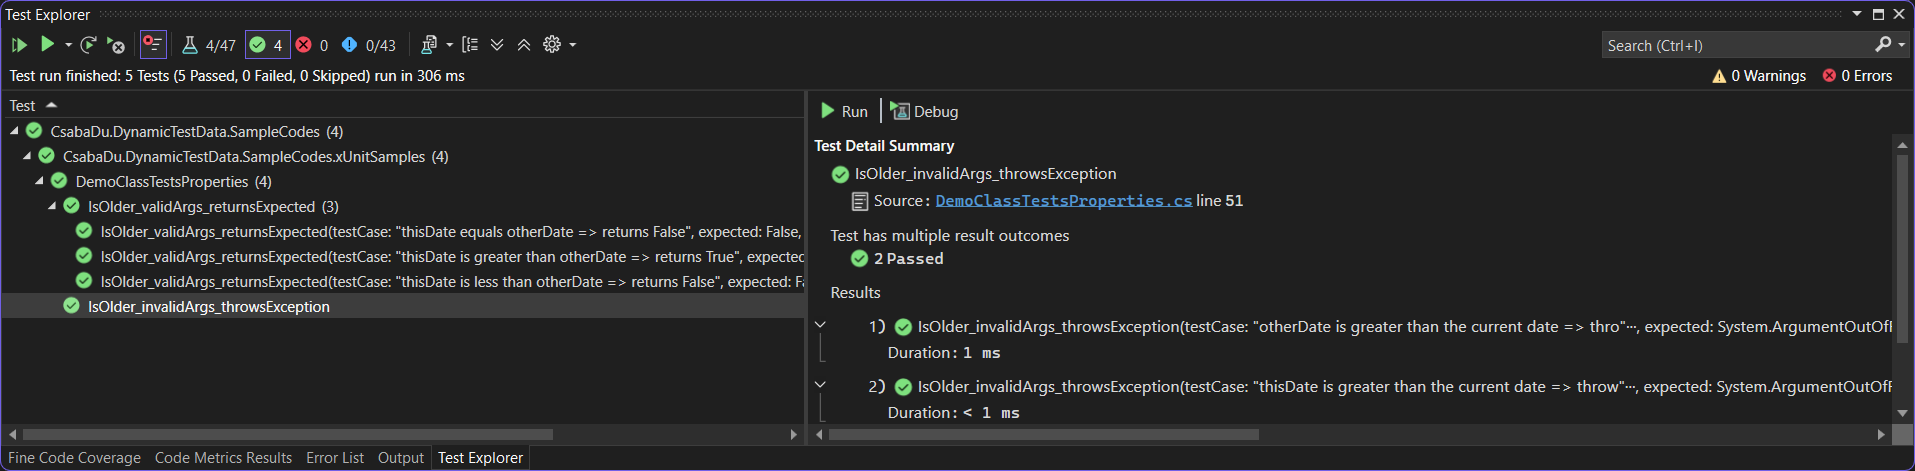 Test Explorer
4/47 4 0 0/43 Search (Ctrl+I)
Test run finished: 5 Tests (5 Passed, 0 Failed, 0 Skipped) run in 306 ms 0 Warnings 0 Errors
Test
CsabaDu.DynamicTestData.SampleCodes (4)
CsabaDu.DynamicTestData.SampleCodes.xUnitSamples (4)
DemoClassTestsProperties (4)
IsOlder_validArgs_returnsExpected (3)
IsOlder_validArgs_returnsExpected(testCase: "thisDate equals otherDate => returns False", expected: False,
IsOlder_validArgs_returnsExpected(testCase: "thisDate is greater than otherDate => returns True", expected
IsOlder_validArgs_returnsExpected(testCase: "thisDate is less than otherDate => returns False", expected: Fa
IsOlder_invalidArgs_throwsException
Run Debug
Test Detail Summary
IsOlder_invalidArgs_throwsException
Source: DemoClassTestsProperties.cs line 51
Test has multiple result outcomes
2 Passed
Results
1) IsOlder_invalidArgs_throwsException(testCase: "otherDate is greater than the current date => thro"···, expected: System.ArgumentOutOfR
Duration: 1 ms
2) IsOlder_invalidArgs_throwsException(testCase: "thisDate is greater than the current date => throw"···, expected: System.ArgumentOutOfR
Duration: < 1 ms
Fine Code Coverage Code Metrics Results Error List Output Test Explorer